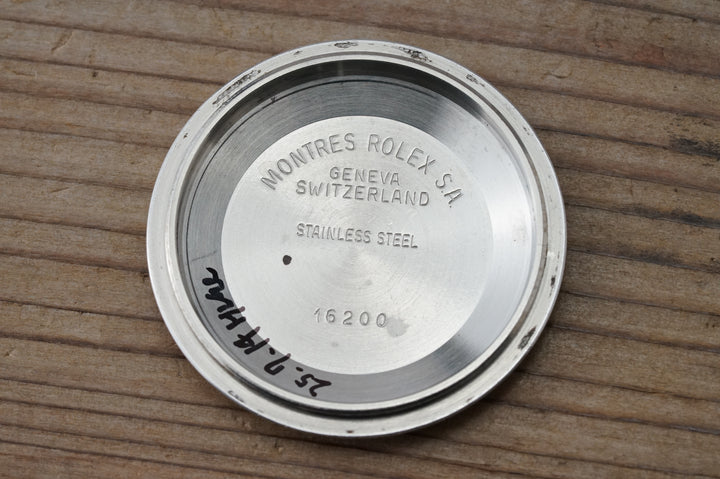 MONTRES ROLEX S.A.
GENEVA
SWITZERLAND
STAINLESS STEEL
16200